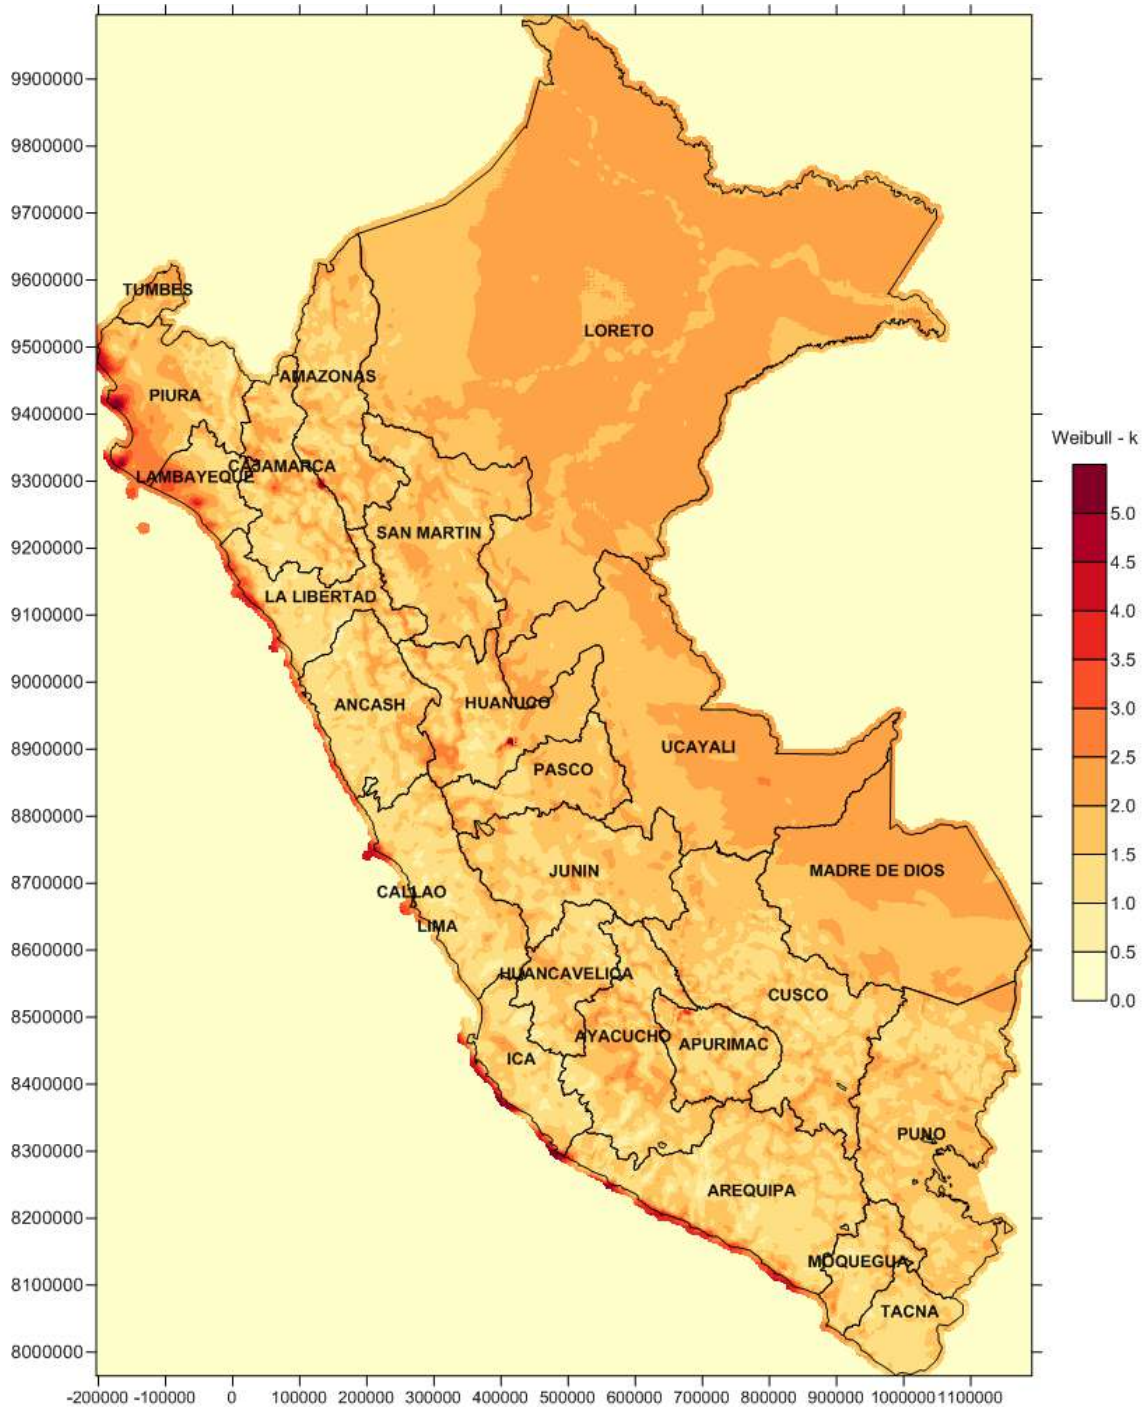 9900000
9800000
9700000
9600000
TUMBES
LORETO
9500000
AMAZONAS
PIURA
9400000
Weibull - k
CAJAMARCA
LAMBAYEQUE
9300000
5.0
SAN MARTIN
4.5
9200000
LA LIBERTAD
4.0
9100000
3.5
9000000
3.0
ANCASH
HUANUCO
2.5
8900000
UCAYALI
PASCO
2.0
8800000
1.5
JUNIN
MADRE DE DIOS
8700000
CALLAO
1.0
LIMA
8600000
0.5
HUANCAVELICA
CUSCO
0.0
8500000
AYACUCHO
APURIMAC
ICA
8400000
PUNO
8300000
AREQUIPA
8200000
MOQUEGUA
8100000
TACNA
8000000
-200000 -100000 0 100000 200000 300000 400000 500000 600000 700000 800000 900000 1000000 1100000